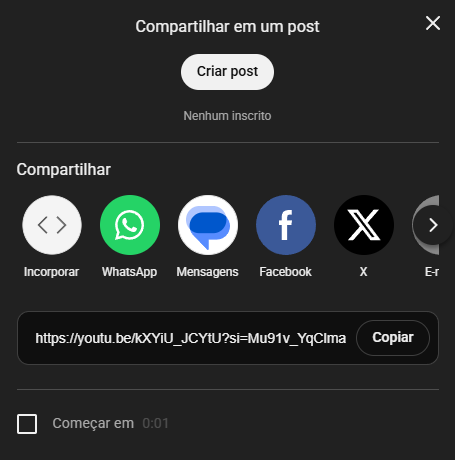 Compartilhar em um post
Criar post
Nenhum inscrito
Compartilhar
Incorporar
WhatsApp
Mensagens
Facebook
X
https://youtu.be/kXYiU_JCYtU?si=Mu91v_YqClma
Copiar
Começar em 0:01